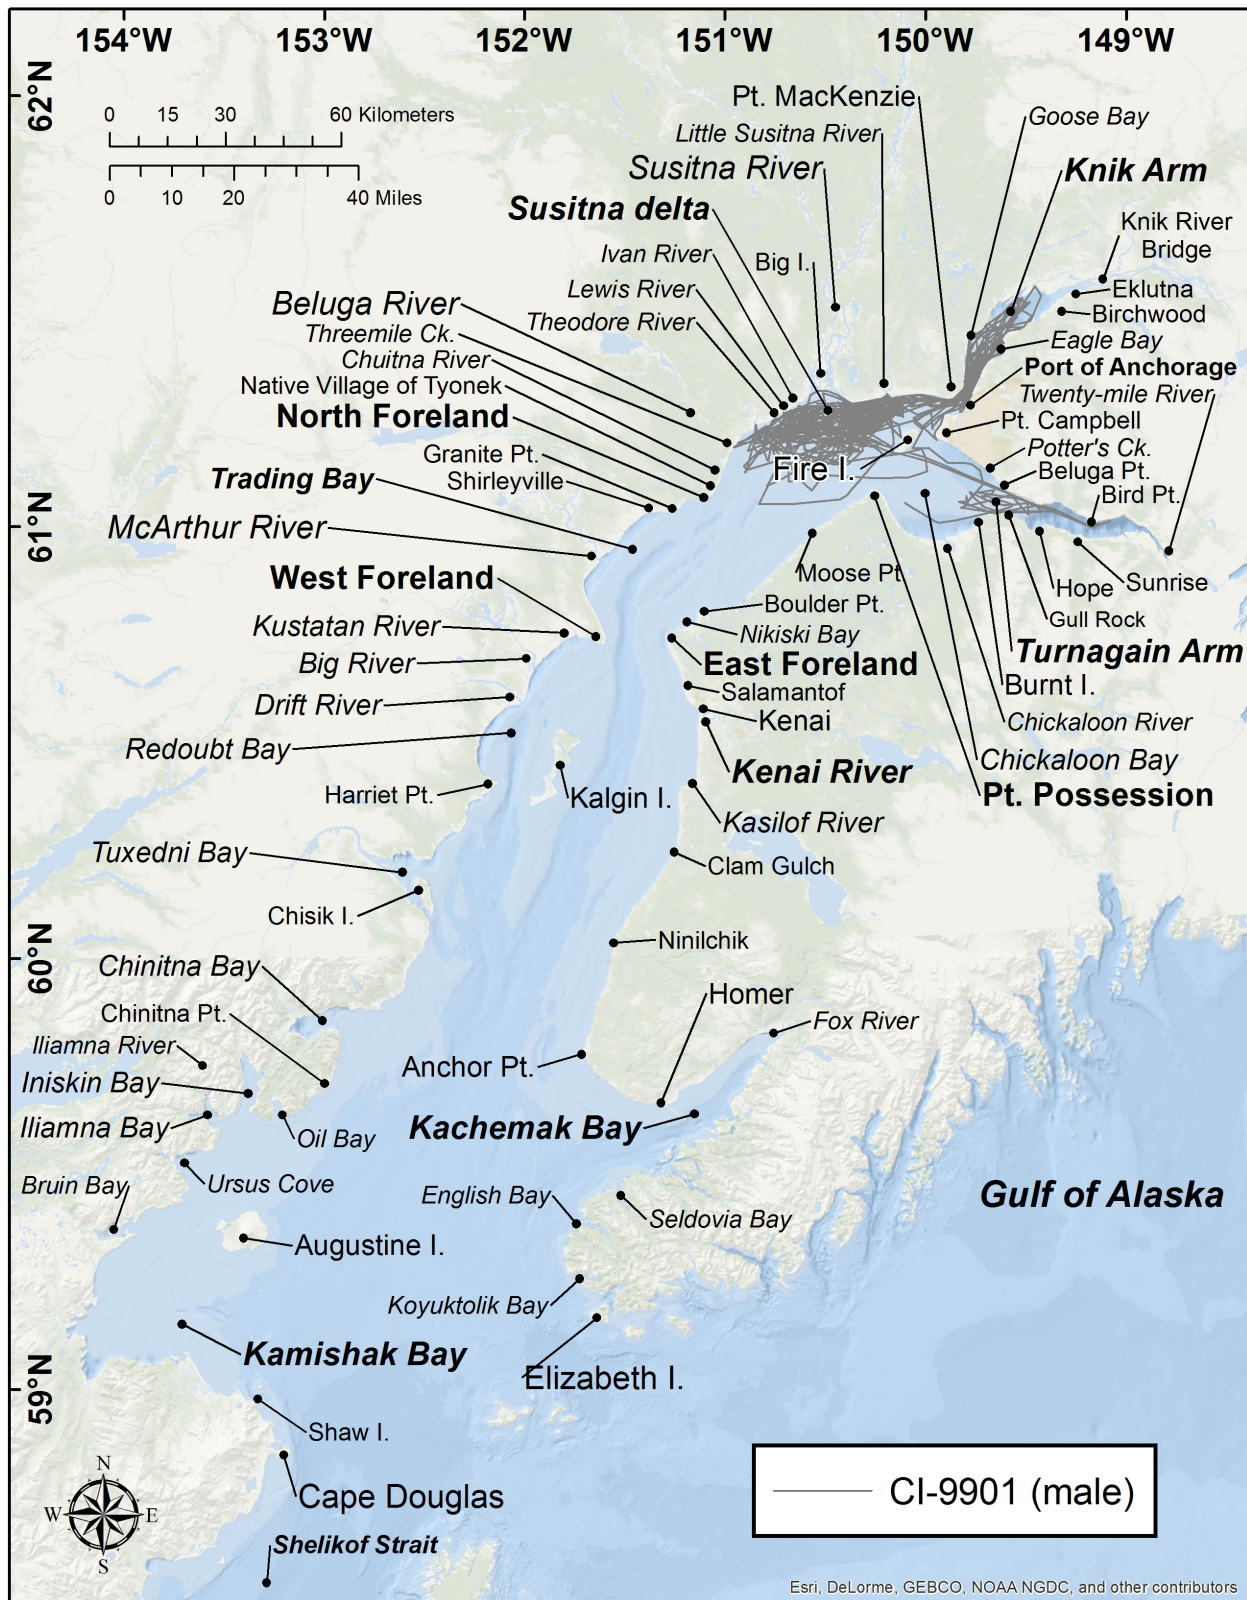 154°W 153°W 152°W 151°W 150°W 149°W
62°N
61°N
60°N
59°N
0 15 30 60 Kilometers
0 10 20 40 Miles
Pt. MacKenzie
Goose Bay
Little Susitna River
Susitna River
Knik Arm
Susitna delta
Knik River
Bridge
Ivan River
Big I.
Lewis River
Eklutna
Beluga River
Birchwood
Theodore River
Threemile Ck.
Eagle Bay
Chuitna River
Port of Anchorage
Native Village of Tyonek
Twenty-mile River
North Foreland
Pt. Campbell
Granite Pt.
Potter's Ck.
Fire I.
Beluga Pt.
Trading Bay
Shirleyville
Bird Pt.
McArthur River
Moose Pt.
West Foreland
Hope
Sunrise
Boulder Pt.
Gull Rock
Kustatan River
Nikiski Bay
Turnagain Arm
Big River
East Foreland
Burnt I.
Salamantof
Drift River
Kenai
Chickaloon River
Redoubt Bay
Chickaloon Bay
Kenai River
Harriet Pt.
Kalgin I.
Pt. Possession
Kasilof River
Tuxedni Bay
Clam Gulch
Chisik I.
Ninilchik
Chinitna Bay
Homer
Chinitna Pt.
Fox River
Iliamna River
Anchor Pt.
Iniskin Bay
Iliamna Bay
Kachemak Bay
Oil Bay
Bruin Bay
Ursus Cove
English Bay
Gulf of Alaska
Seldovia Bay
Augustine I.
Koyuktolik Bay
Kamishak Bay
Elizabeth I.
Shaw I.
N
W E
S
Cape Douglas
CI-9901 (male)
Shelikof Strait
Esri, DeLorme, GEBCO, NOAA NGDC, and other contributors